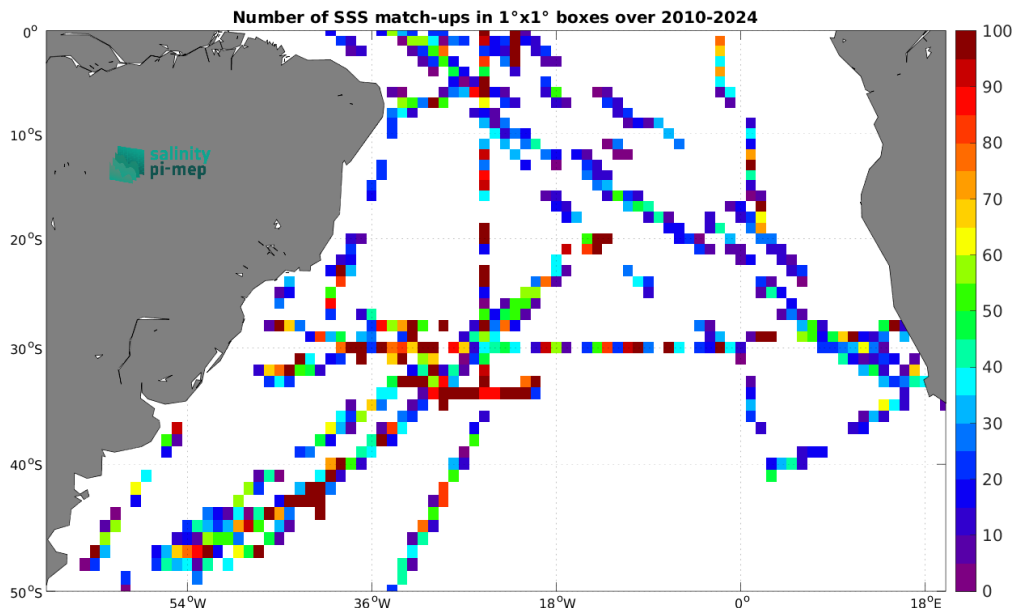 Number of SSS match-ups in 1°x1° boxes over 2010-2024
salinity
pi-mep
0°
10°S
20°S
30°S
40°S
50°S
54°W
36°W
18°W
0°
18°E
100
90
80
70
60
50
40
30
20
10
0